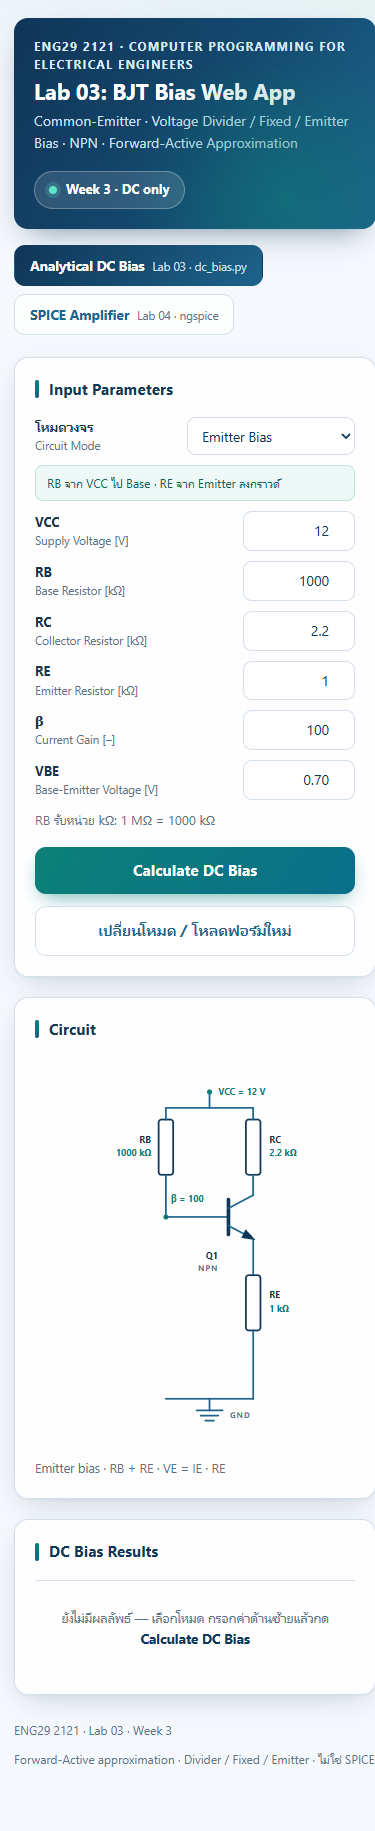 ENG29 2121 · COMPUTER PROGRAMMING FOR
ELECTRICAL ENGINEERS
Lab 03: BJT Bias Web App
Common-Emitter · Voltage Divider / Fixed / Emitter
Bias · NPN · Forward-Active Approximation
Week 3 · DC only
Analytical DC Bias Lab 03 · dc_bias.py
SPICE Amplifier Lab 04 · ngspice
Input Parameters
โหมดวงจร
Circuit Mode
Emitter Bias
RB จาก VCC ไป Base · RE จาก Emitter ลงกราวด์
VCC
Supply Voltage [V]
12
RB
Base Resistor [kΩ]
1000
RC
Collector Resistor [kΩ]
2.2
RE
Emitter Resistor [kΩ]
1
β
Current Gain [–]
100
VBE
Base-Emitter Voltage [V]
0.70
RB รับหน่วย kΩ: 1 MΩ = 1000 kΩ
Calculate DC Bias
เปลี่ยนโหมด / โหลดฟอร์มใหม่
Circuit
VCC = 12 V
RB
1000 kΩ
RC
2.2 kΩ
β = 100
Q1
NPN
RE
1 kΩ
GND
Emitter bias · RB + RE · VE = IE · RE
DC Bias Results
ยังไม่มีผลลัพธ์ — เลือกโหมด กรอกค่าด้านซ้ายแล้วกด
Calculate DC Bias
ENG29 2121 · Lab 03 · Week 3
Forward-Active approximation · Divider / Fixed / Emitter · ไม่ใช่ SPICE